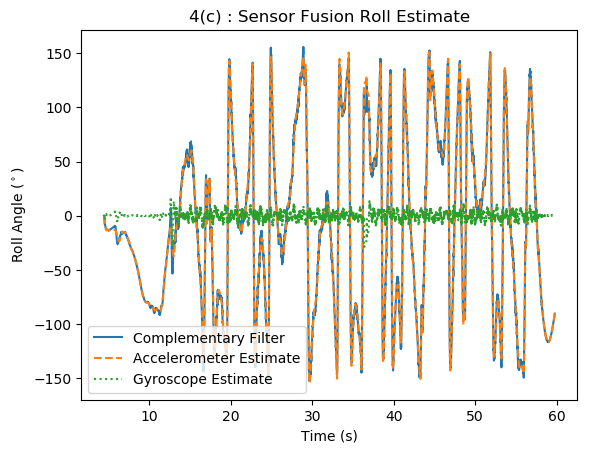 4(c) : Sensor Fusion Roll Estimate
Roll Angle (°)
150
100
50
0
−50
−100
−150
Complementary Filter
Accelerometer Estimate
Gyroscope Estimate
10 20 30 40 50 60
Time (s)